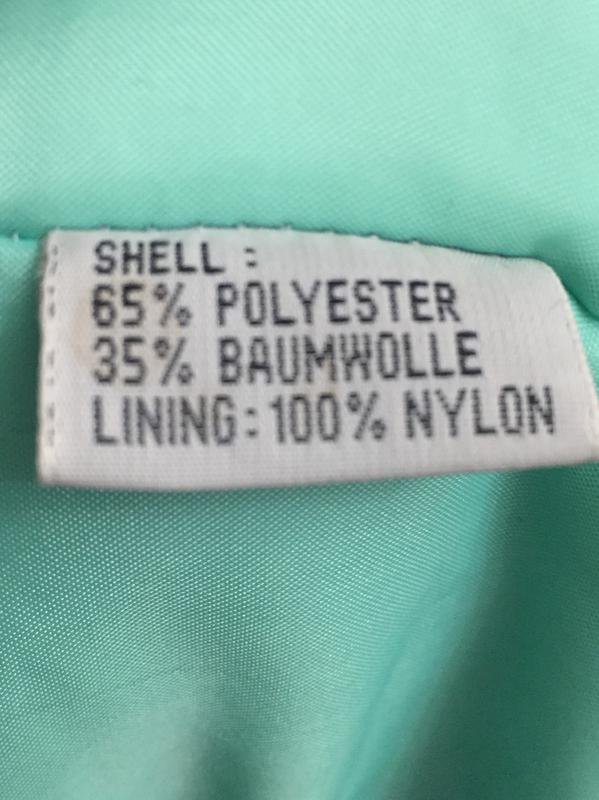 SHELL :
65% POLYESTER
35% BAUMWOLLE
LINING: 100% NYLON